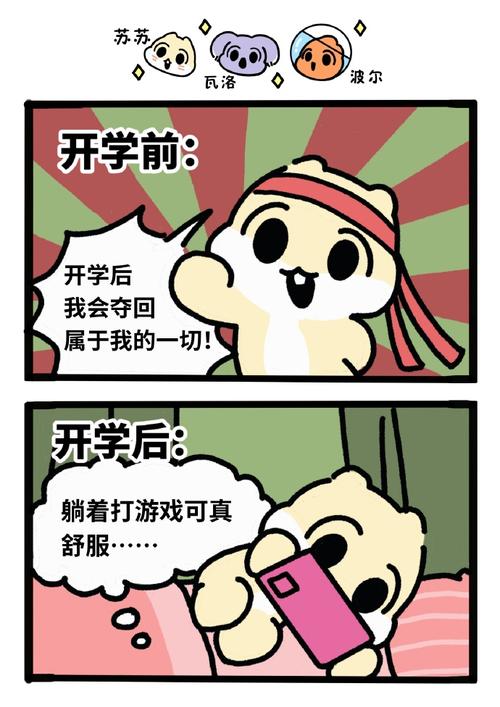 苏苏
瓦洛
波尔
开学前：
开学后
我会夺回
属于我的一切！
开学后：
躺着打游戏可真
舒服……